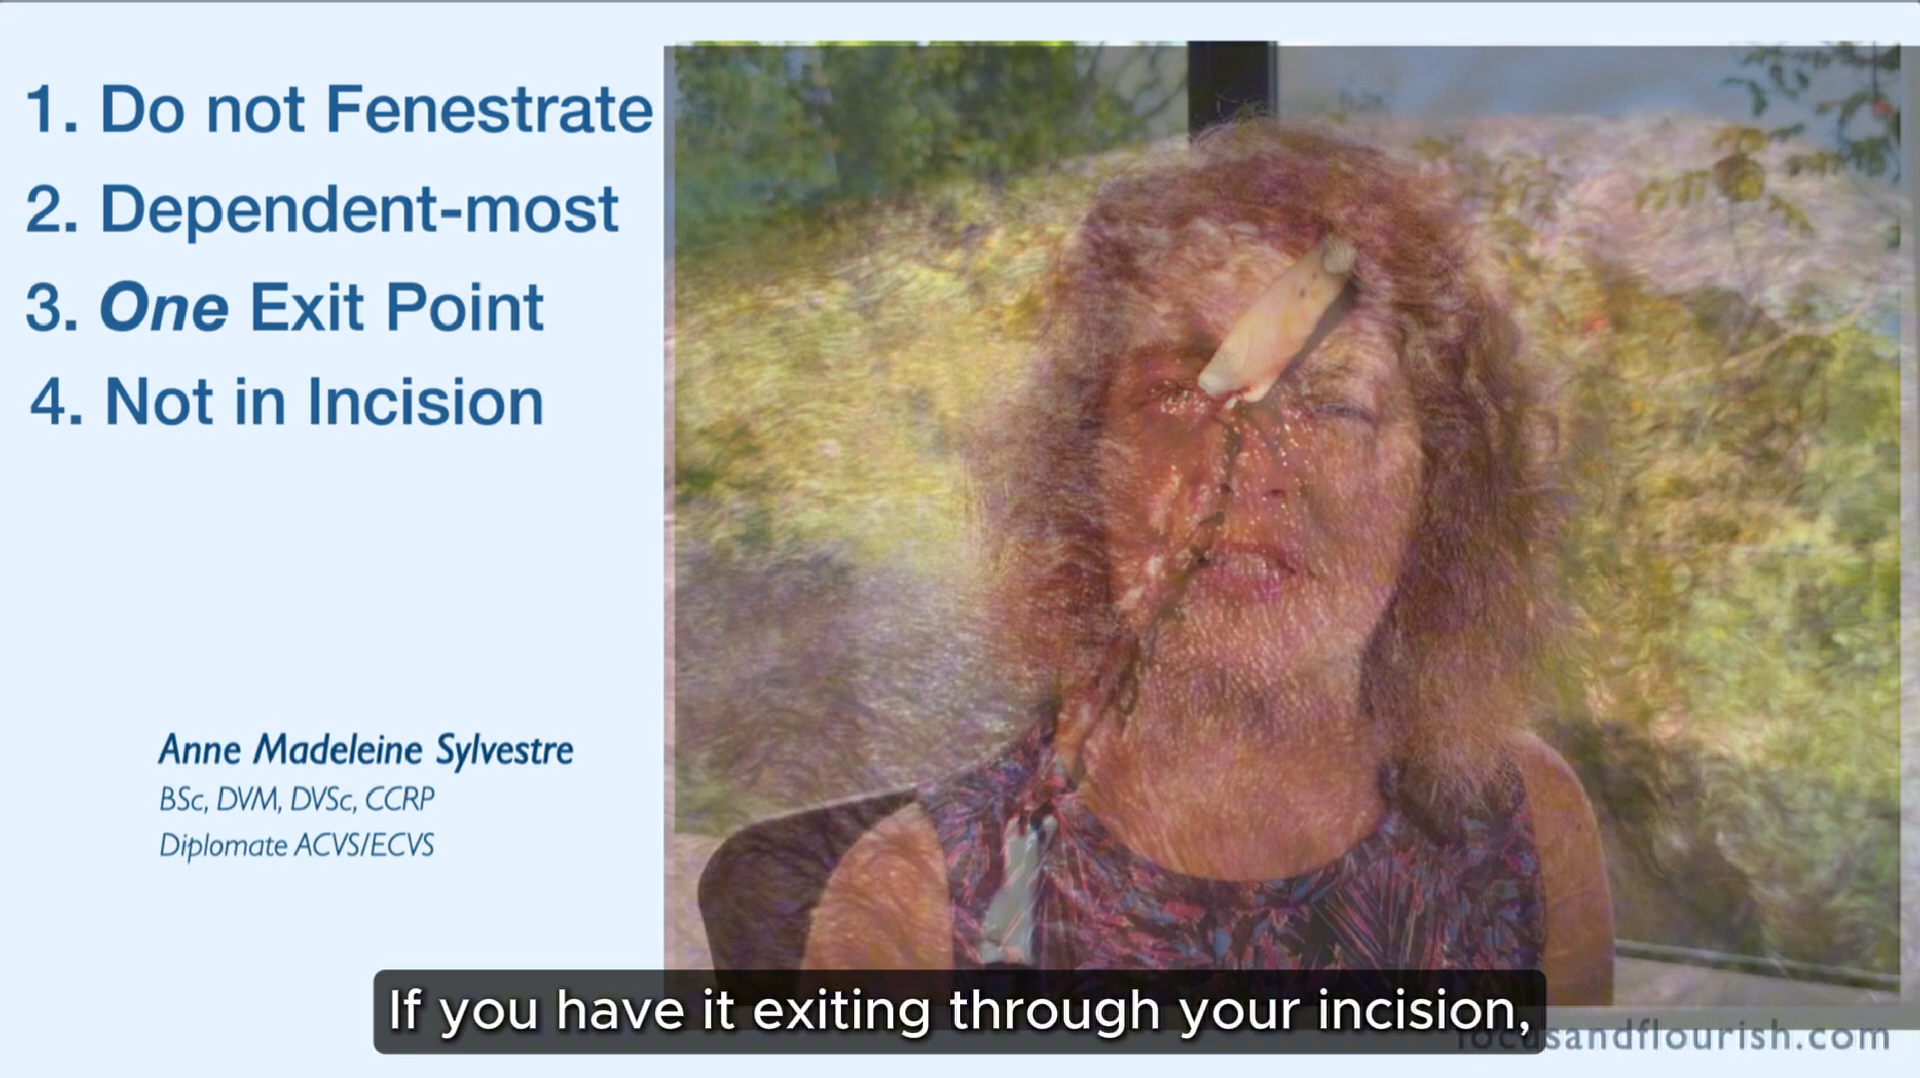 1. Do not Fenestrate
2. Dependent-most
3. One Exit Point
4. Not in Incision
Anne Madeleine Sylvestre
BSc, DVM, DVSc, CCRP
Diplomate ACVS/ECVS
If you have it exiting through your incision,
focusandflourish.com